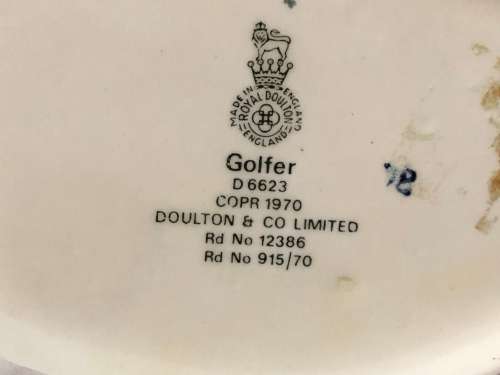 MADE IN ENGLAND
ROYAL DOULTON
ENGLAND
Golfer
D 6623
COPR 1970
DOULTON & CO LIMITED
Rd No 12386
Rd No 915/70